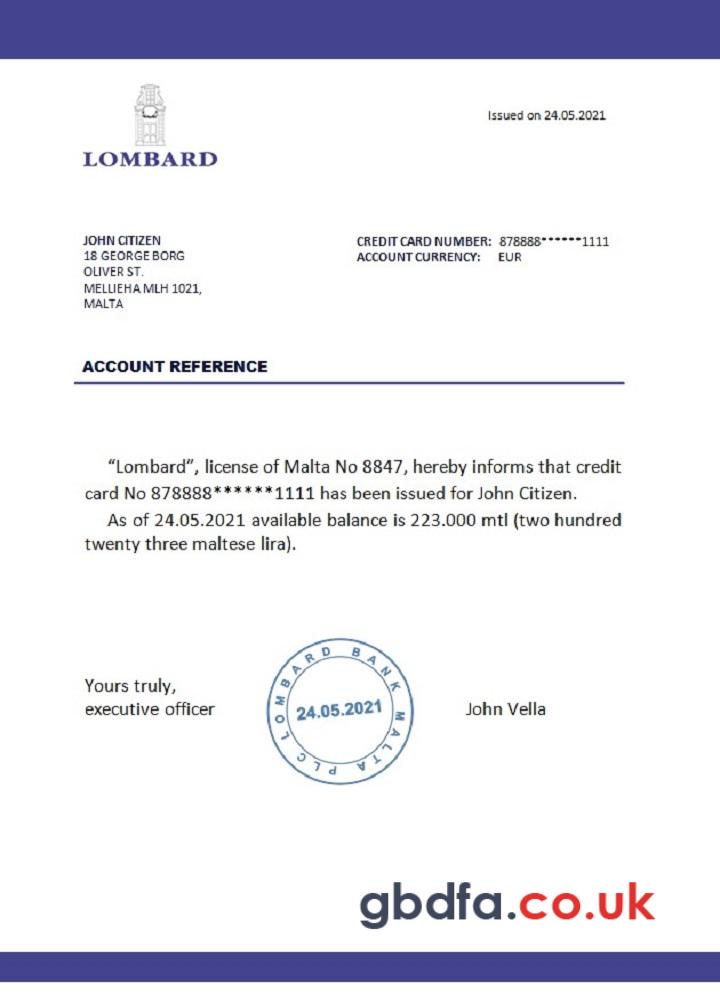 Issued on 24.05.2021
LOMBARD
JOHN CITIZEN
18 GEORGE BORG
OLIVER ST.
MELLIEHA MLH 1021,
MALTA
CREDIT CARD NUMBER: 878888******1111
ACCOUNT CURRENCY: EUR
ACCOUNT REFERENCE
“Lombard”, license of Malta No 8847, hereby informs that credit
card No 878888******1111 has been issued for John Citizen.
As of 24.05.2021 available balance is 223.000 mtl (two hundred
twenty three maltese lira).
Yours truly,
executive officer
LOMBARD BANK MALTA PLC
24.05.2021
John Vella
gbdfa.co.uk